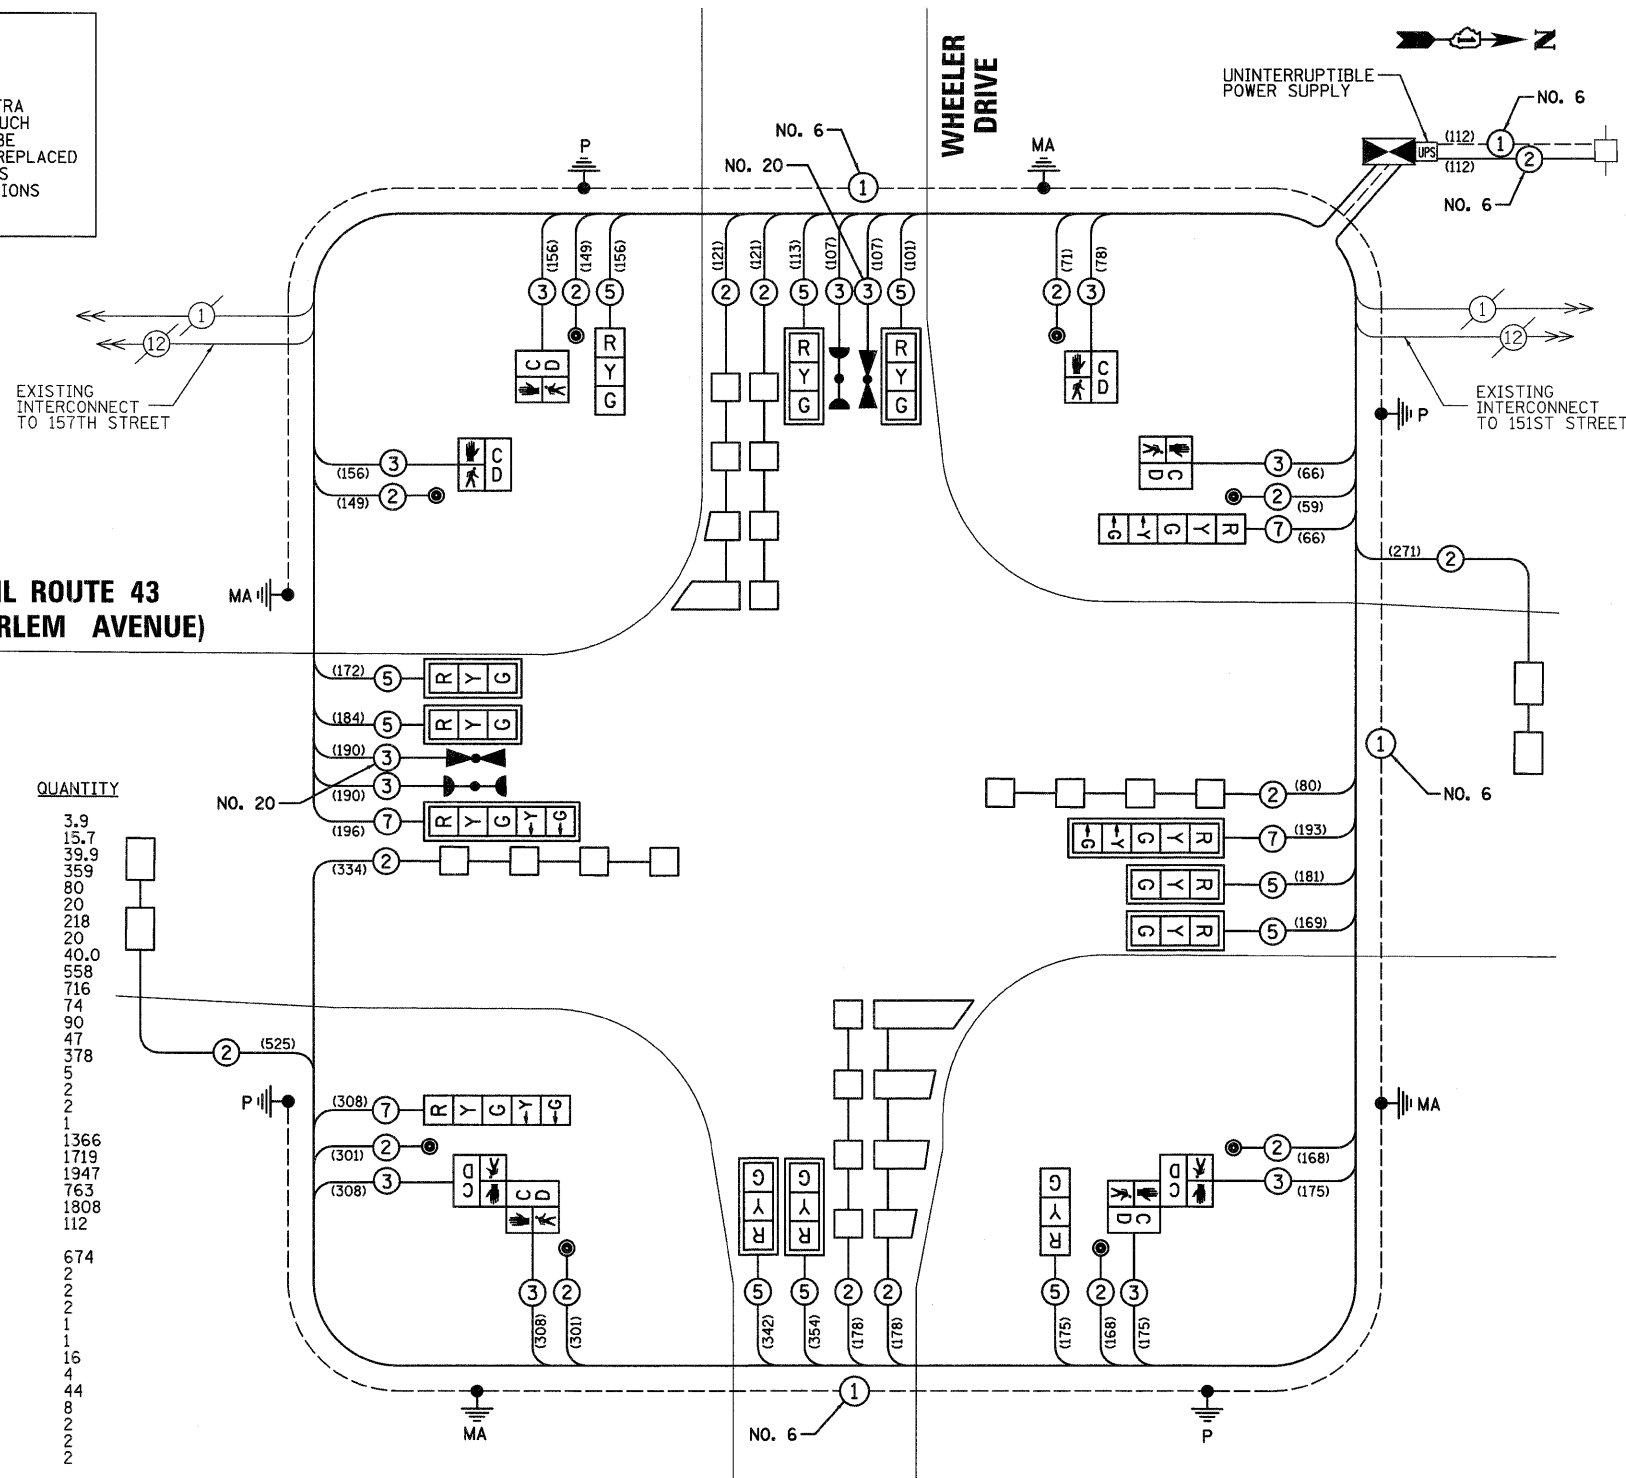 TRA
UCH
BE
REPLACED
S
IONS
WHEELER
DRIVE
1
N
UNINTERRUPTIBLE
POWER SUPPLY
NO. 6
(112)
1
UPS
(112)
2
NO. 6
P
NO. 6
1
NO. 20
MA
(156)
(149)
(156)
(121)
(121)
(113)
(107)
(107)
(101)
(71)
(78)
3
2
5
2
2
5
3
3
5
2
3
1
12
EXISTING
INTERCONNECT
TO 157TH STREET
C D
R
Y
G
R
Y
G
R
Y
G
C
D
1
12
EXISTING
INTERCONNECT
TO 151ST STREET
P
(156)
3
C
D
(149)
2
C
D
3
(66)
2
(59)
G Y G Y R
7
(66)
(271)
2
MA
IL ROUTE 43
RLEM AVENUE)
(172)
5
R Y G
(184)
5
R Y G
(190)
3
(190)
3
NO. 20
(196)
7
R Y G Y G
(334)
2
1
NO. 6
2
(80)
G Y G Y R
7
(193)
G Y R
5
(181)
G Y R
5
(169)
QUANTITY
3.9
15.7
39.9
359
80
20
218
20
40.0
558
716
74
90
47
378
5
2
2
1
1366
1719
1947
763
1808
112
674
2
2
2
1
1
16
4
44
8
2
2
2
2
(525)
P
(308)
7
R Y G Y G
(301)
2
(308)
3
C
D
C D
3
2
(308)
(301)
G
Y
R
G
Y
R
5
5
2
2
(342)
(354)
(178)
(178)
G
Y
R
C
D
C
D
2
(168)
3
(175)
5
2
3
(175)
(168)
(175)
MA
MA
1
NO. 6
P